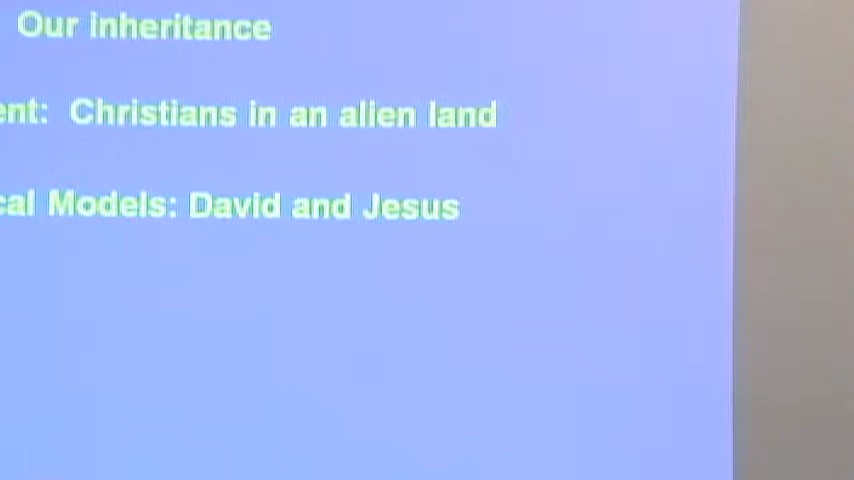 Our inheritance
ent: Christians in an alien land
cal Models: David and Jesus